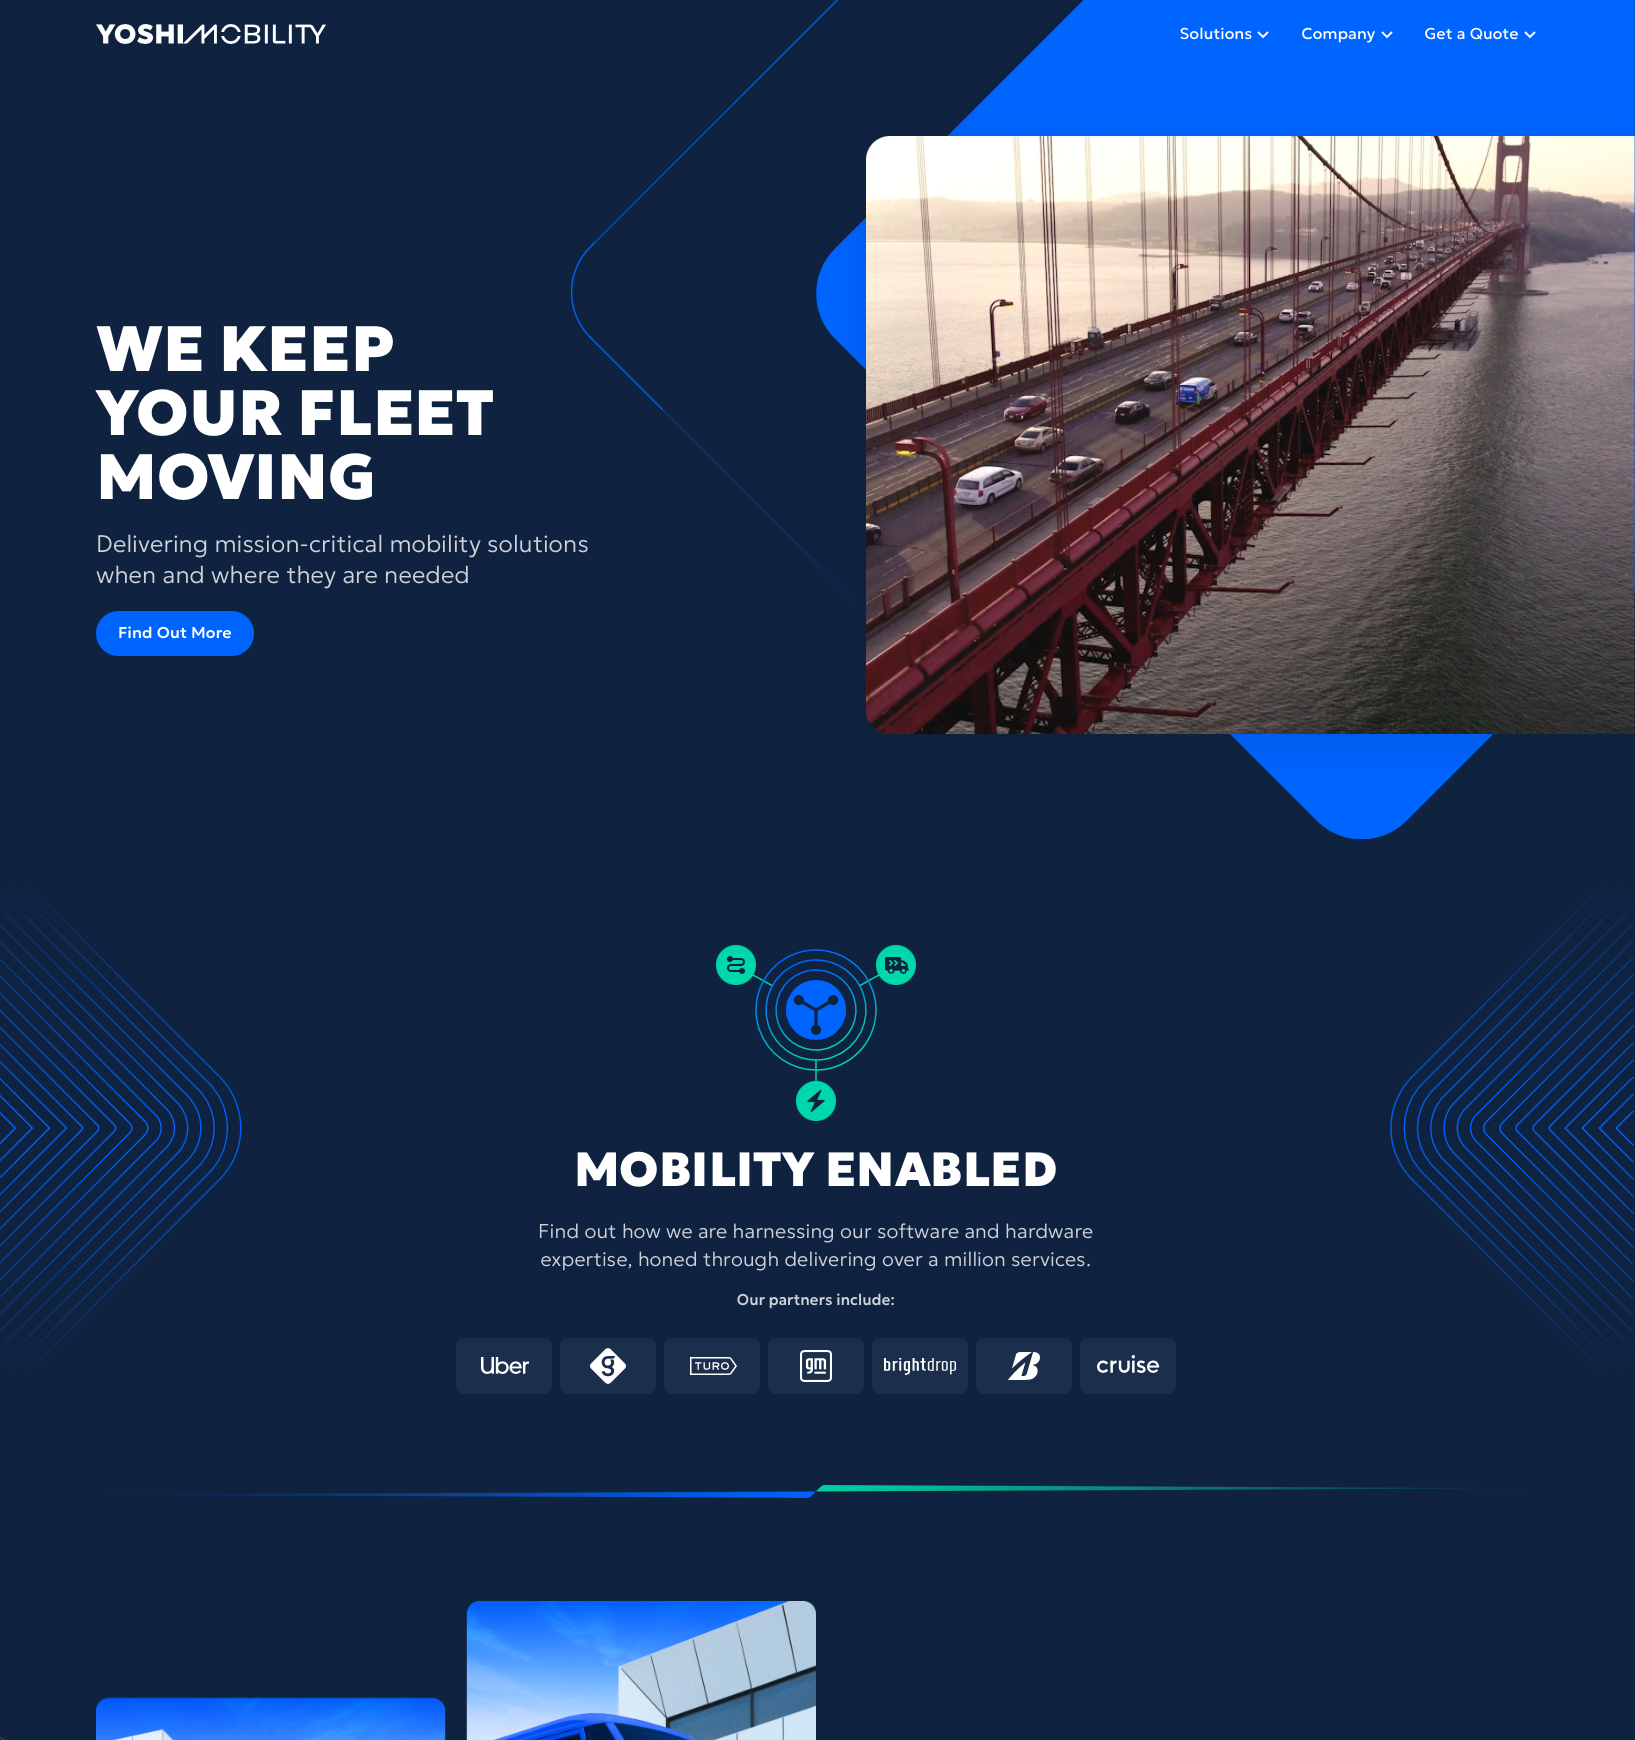 YOSHIMOBILITY
Solutions
Company
Get a Quote
WE KEEP
YOUR FLEET
MOVING
Delivering mission-critical mobility solutions
when and where they are needed
Find Out More
MOBILITY ENABLED
Find out how we are harnessing our software and hardware
expertise, honed through delivering over a million services.
Our partners include:
Uber
g
TURO
gm
brightdrop
B
cruise